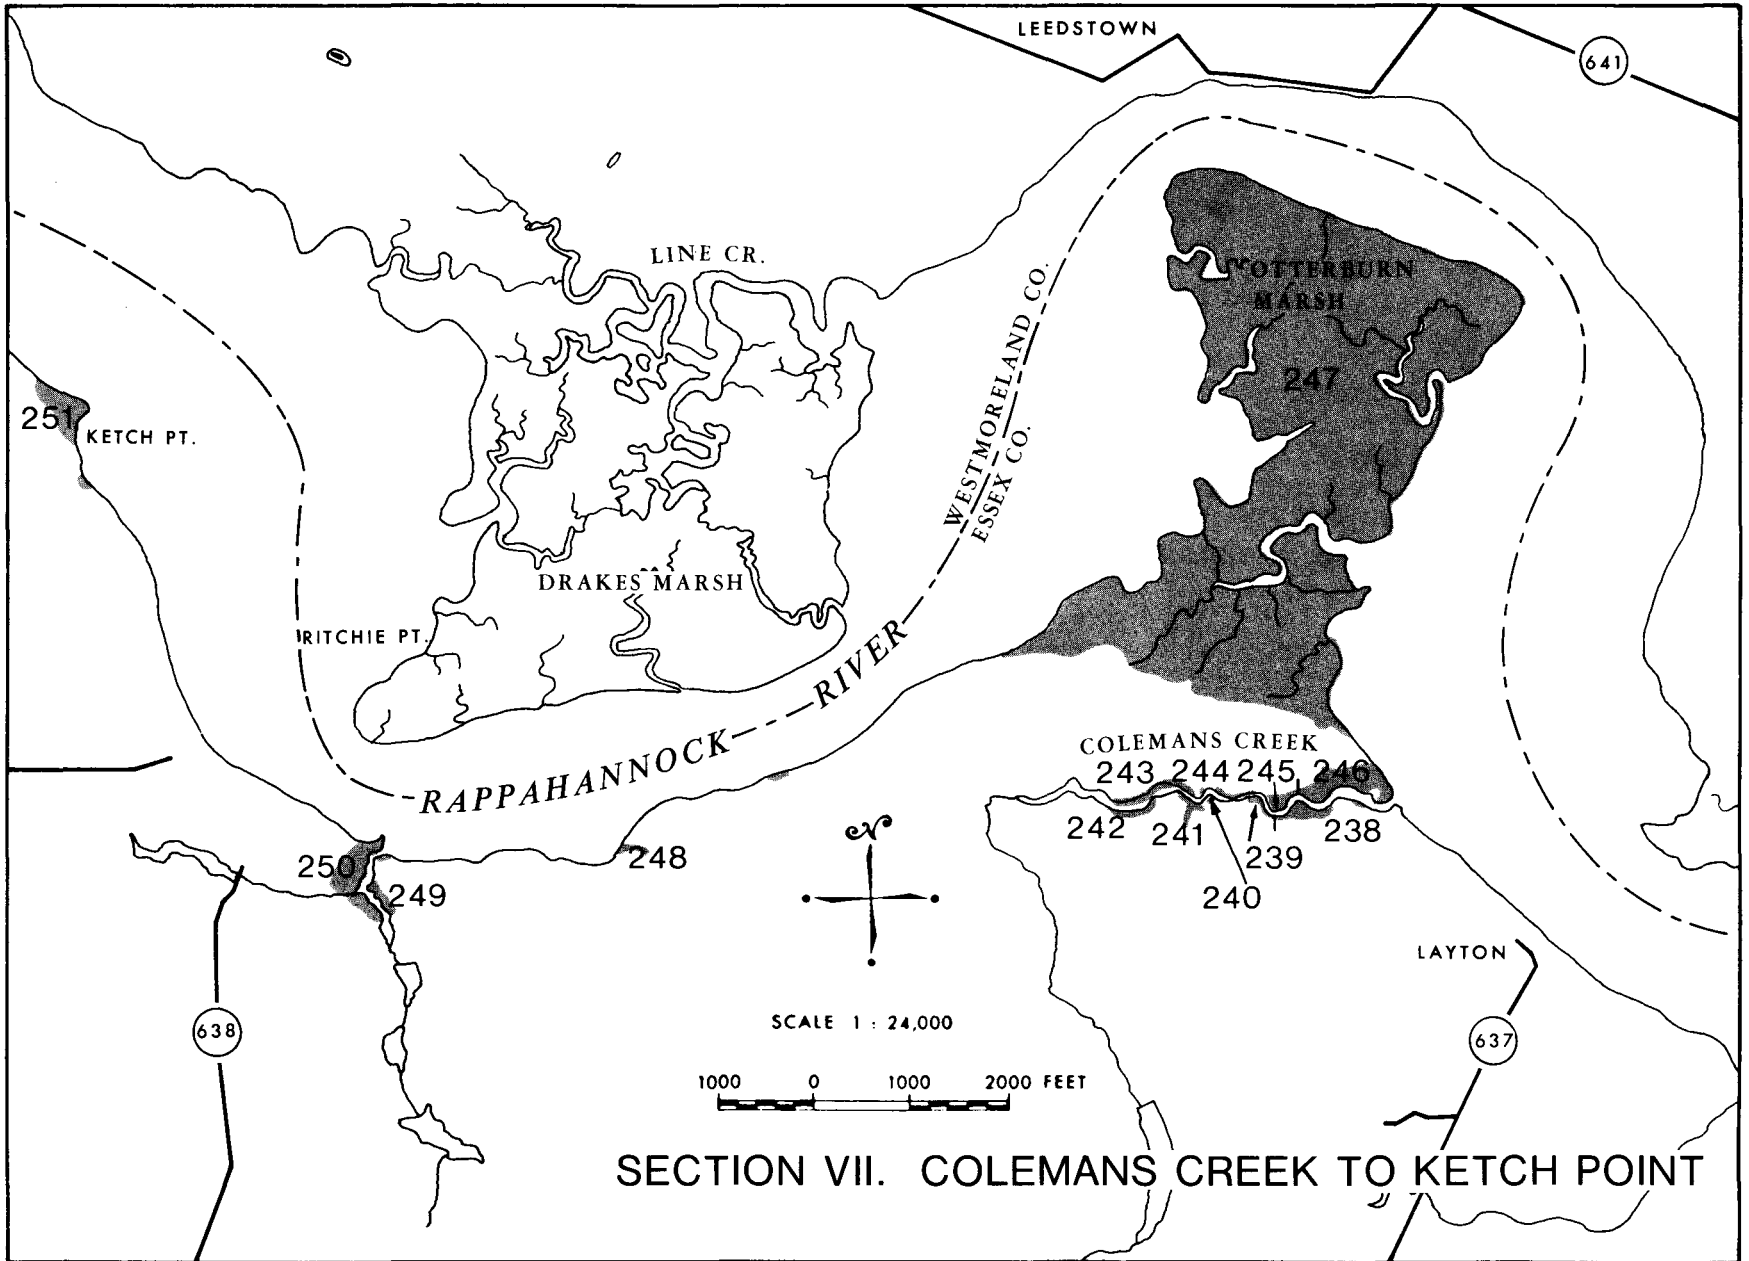 LEEDSTOWN
641
LINE CR.
WESTMORELAND CO.
ESSEX CO.
OTTERBURN
MARSH
247
251
KETCH PT.
DRAKES MARSH
RITCHIE PT.
RAPPAHANNOCK RIVER
COLEMANS CREEK
243 244 245 246
242 241 239 238
240
250
249
248
N
LAYTON
638
637
SCALE 1 : 24,000
1000 0 1000 2000 FEET
SECTION VII. COLEMANS CREEK TO KETCH POINT